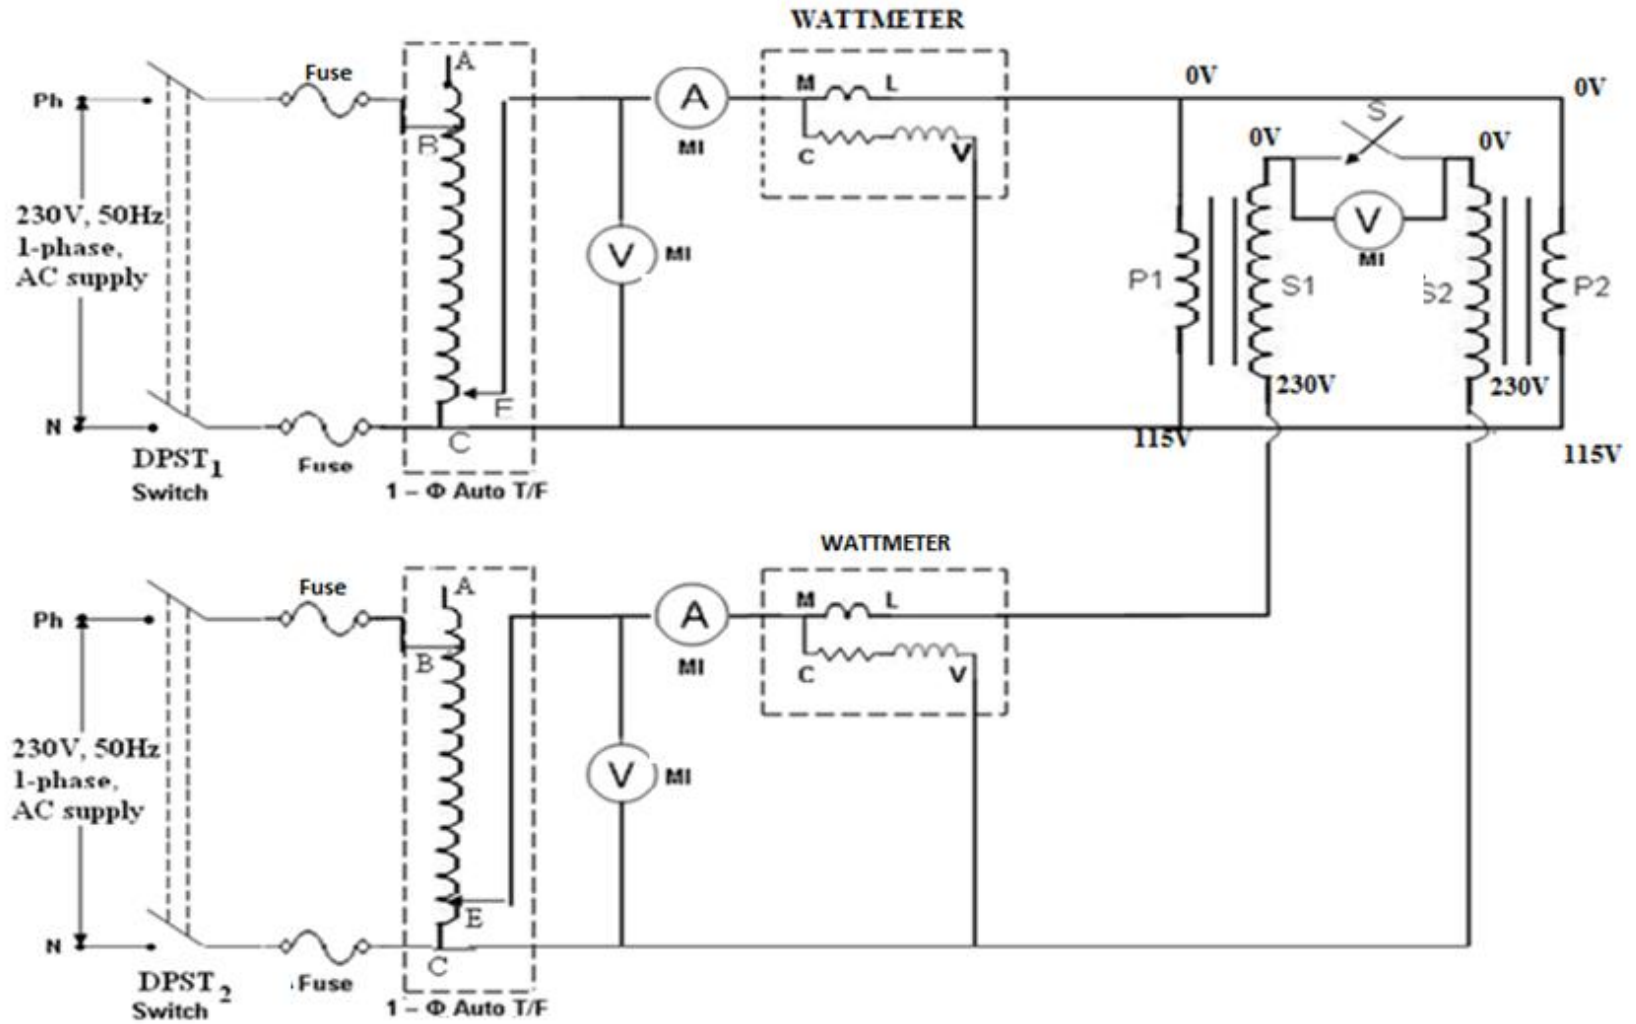 WATTMETER
Fuse
A
Ph
B
A
MI
M
L
C
V
0V
0V
0V
S
0V
V
MI
230V, 50Hz
1-phase,
AC supply
V
MI
P1
S1
S2
P2
230V
230V
F
N
C
115V
115V
DPST1
Switch
Fuse
1 – Φ Auto T/F
WATTMETER
Fuse
A
Ph
B
A
MI
M
L
C
V
230V, 50Hz
1-phase,
AC supply
V
MI
E
N
C
DPST2
Switch
Fuse
1 – Φ Auto T/F